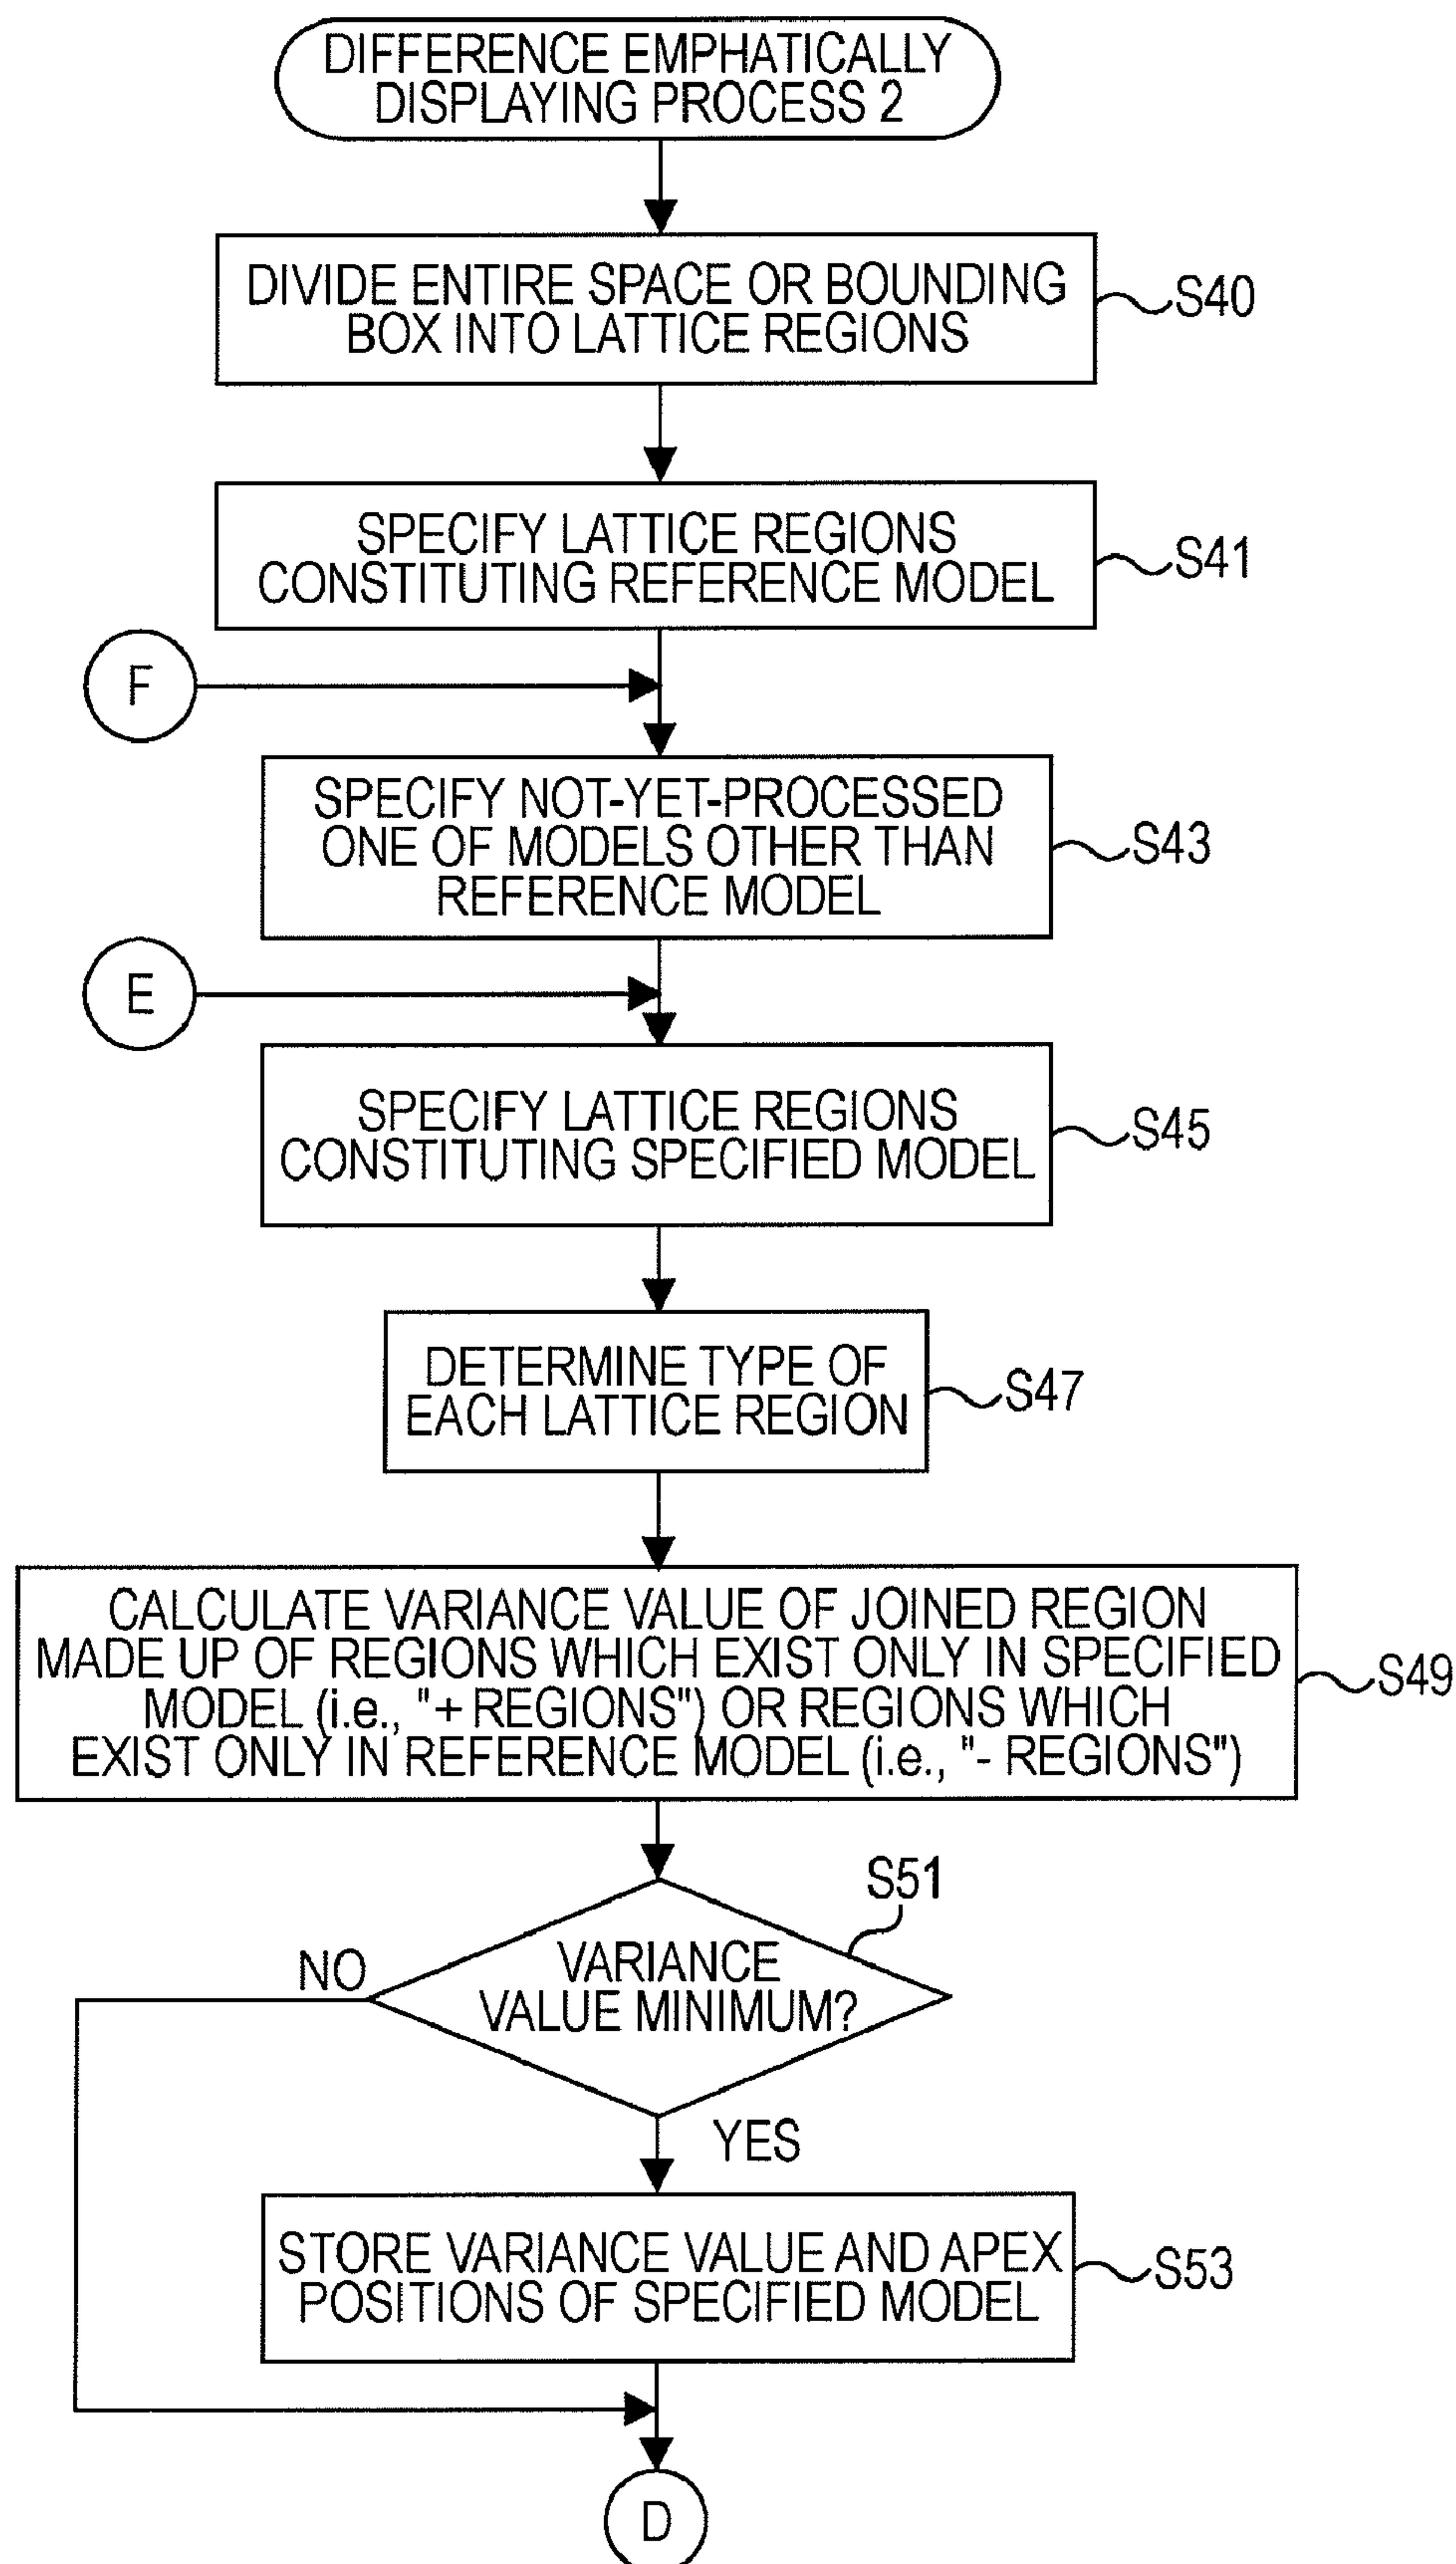 DIFFERENCE EMPHATICALLY
DISPLAYING PROCESS 2
DIVIDE ENTIRE SPACE OR BOUNDING
BOX INTO LATTICE REGIONS
S40
SPECIFY LATTICE REGIONS
CONSTITUTING REFERENCE MODEL
S41
F
SPECIFY NOT-YET-PROCESSED
ONE OF MODELS OTHER THAN
REFERENCE MODEL
S43
E
SPECIFY LATTICE REGIONS
CONSTITUTING SPECIFIED MODEL
S45
DETERMINE TYPE OF
EACH LATTICE REGION
S47
CALCULATE VARIANCE VALUE OF JOINED REGION
MADE UP OF REGIONS WHICH EXIST ONLY IN SPECIFIED
MODEL (i.e., "+ REGIONS") OR REGIONS WHICH
EXIST ONLY IN REFERENCE MODEL (i.e., "- REGIONS")
S49
S51
VARIANCE
VALUE MINIMUM?
NO
YES
STORE VARIANCE VALUE AND APEX
POSITIONS OF SPECIFIED MODEL
S53
D